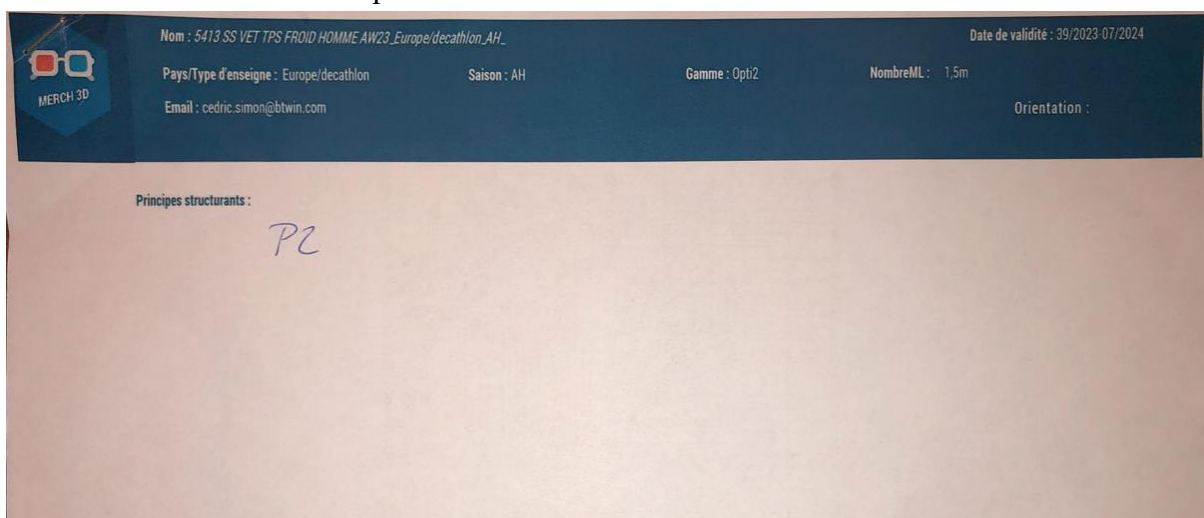 Nom : 5413 SS VET TPS FROID HOMME AW23_Europe/decathlon_AH_
Date de validité : 39/2023-07/2024
Pays/Type d'enseigne : Europe/decathlon
Saison : AH
Gamme : Opti2
NombreML : 1,5m
MERCH 3D
Email : cedric.simon@btwin.com
Orientation :
Principes structurants :
P2